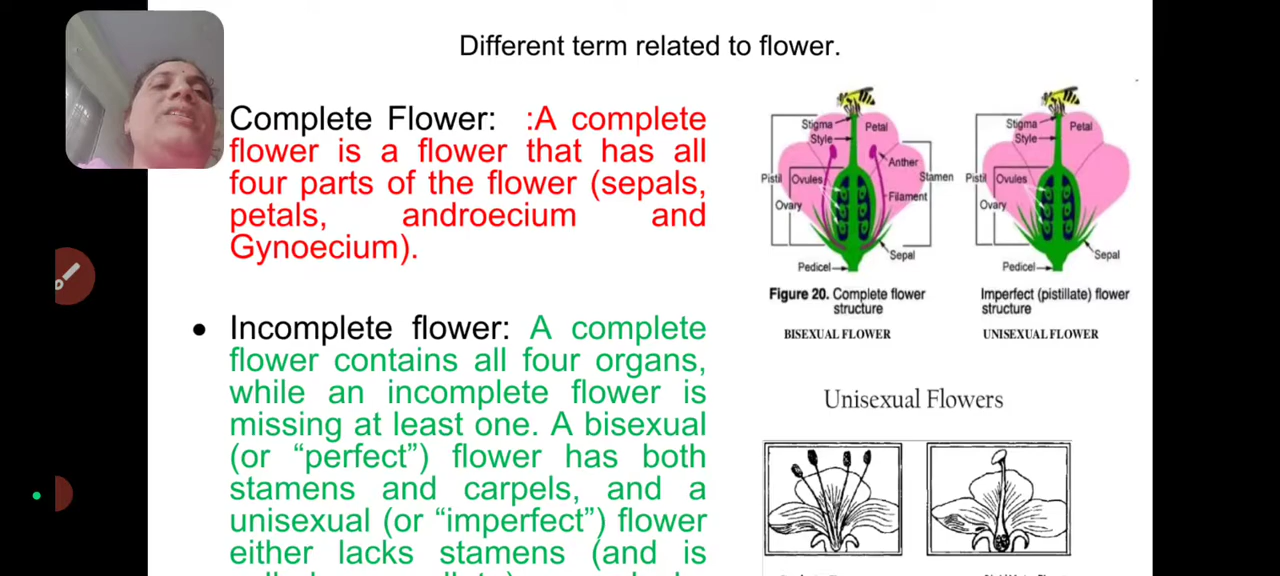 Different term related to flower.
Complete Flower: :A complete
flower is a flower that has all
four parts of the flower (sepals,
petals, androecium and
Gynoecium).
● Incomplete flower: A complete
flower contains all four organs,
while an incomplete flower is
missing at least one. A bisexual
(or “perfect”) flower has both
stamens and carpels, and a
unisexual (or “imperfect”) flower
either lacks stamens (and is
Stigma
Style
Petal
Anther
Pistil
Ovules
Stamen
Filament
Ovary
Sepal
Pedicel
Figure 20. Complete flower
structure
BISEXUAL FLOWER
Stigma
Style
Petal
Pistil
Ovules
Ovary
Sepal
Pedicel
Imperfect (pistillate) flower
structure
UNISEXUAL FLOWER
Unisexual Flowers